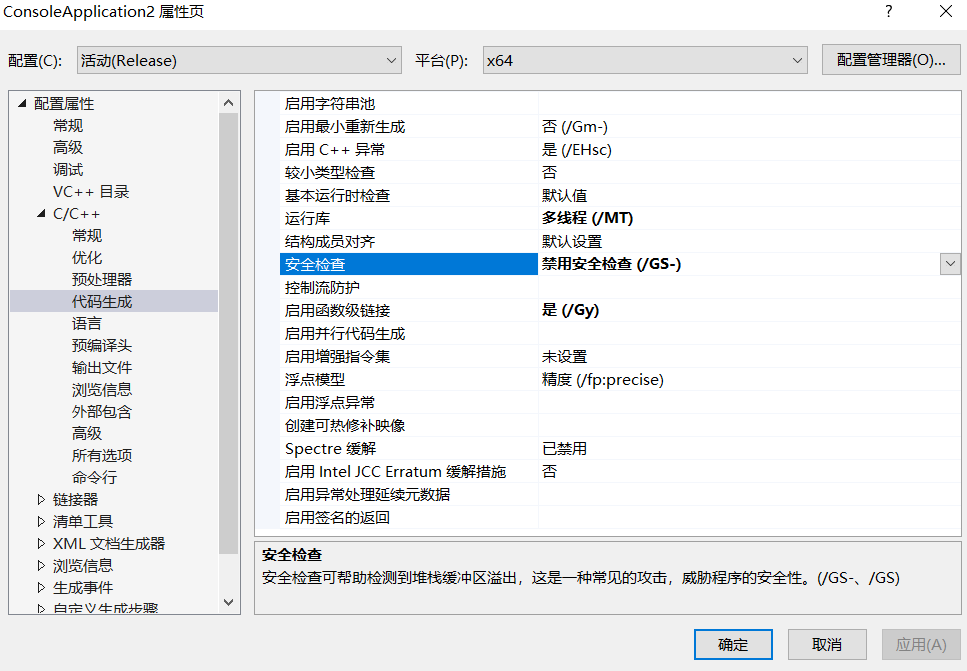 ConsoleApplication2 属性页
?
配置(C): 活动(Release) 平台(P): x64 配置管理器(O)...
配置属性
常规
高级
调试
VC++ 目录
C/C++
常规
优化
预处理器
代码生成
语言
预编译头
输出文件
浏览信息
外部包含
高级
所有选项
命令行
链接器
清单工具
XML 文档生成器
浏览信息
生成事件
自定义生成步骤
启用字符串池
启用最小重新生成 否 (/Gm-)
启用 C++ 异常 是 (/EHsc)
较小类型检查 否
基本运行时检查 默认值
运行库 多线程 (/MT)
结构成员对齐 默认设置
安全检查 禁用安全检查 (/GS-)
控制流防护
启用函数级链接 是 (/Gy)
启用并行代码生成
启用增强指令集 未设置
浮点模型 精度 (/fp:precise)
启用浮点异常
创建可热修补映像
Spectre 缓解 已禁用
启用 Intel JCC Erratum 缓解措施 否
启用异常处理延续元数据
启用签名的返回
安全检查
安全检查可帮助检测到堆栈缓冲区溢出，这是一种常见的攻击，威胁程序的安全性。(/GS-、/GS)
确定 取消 应用(A)